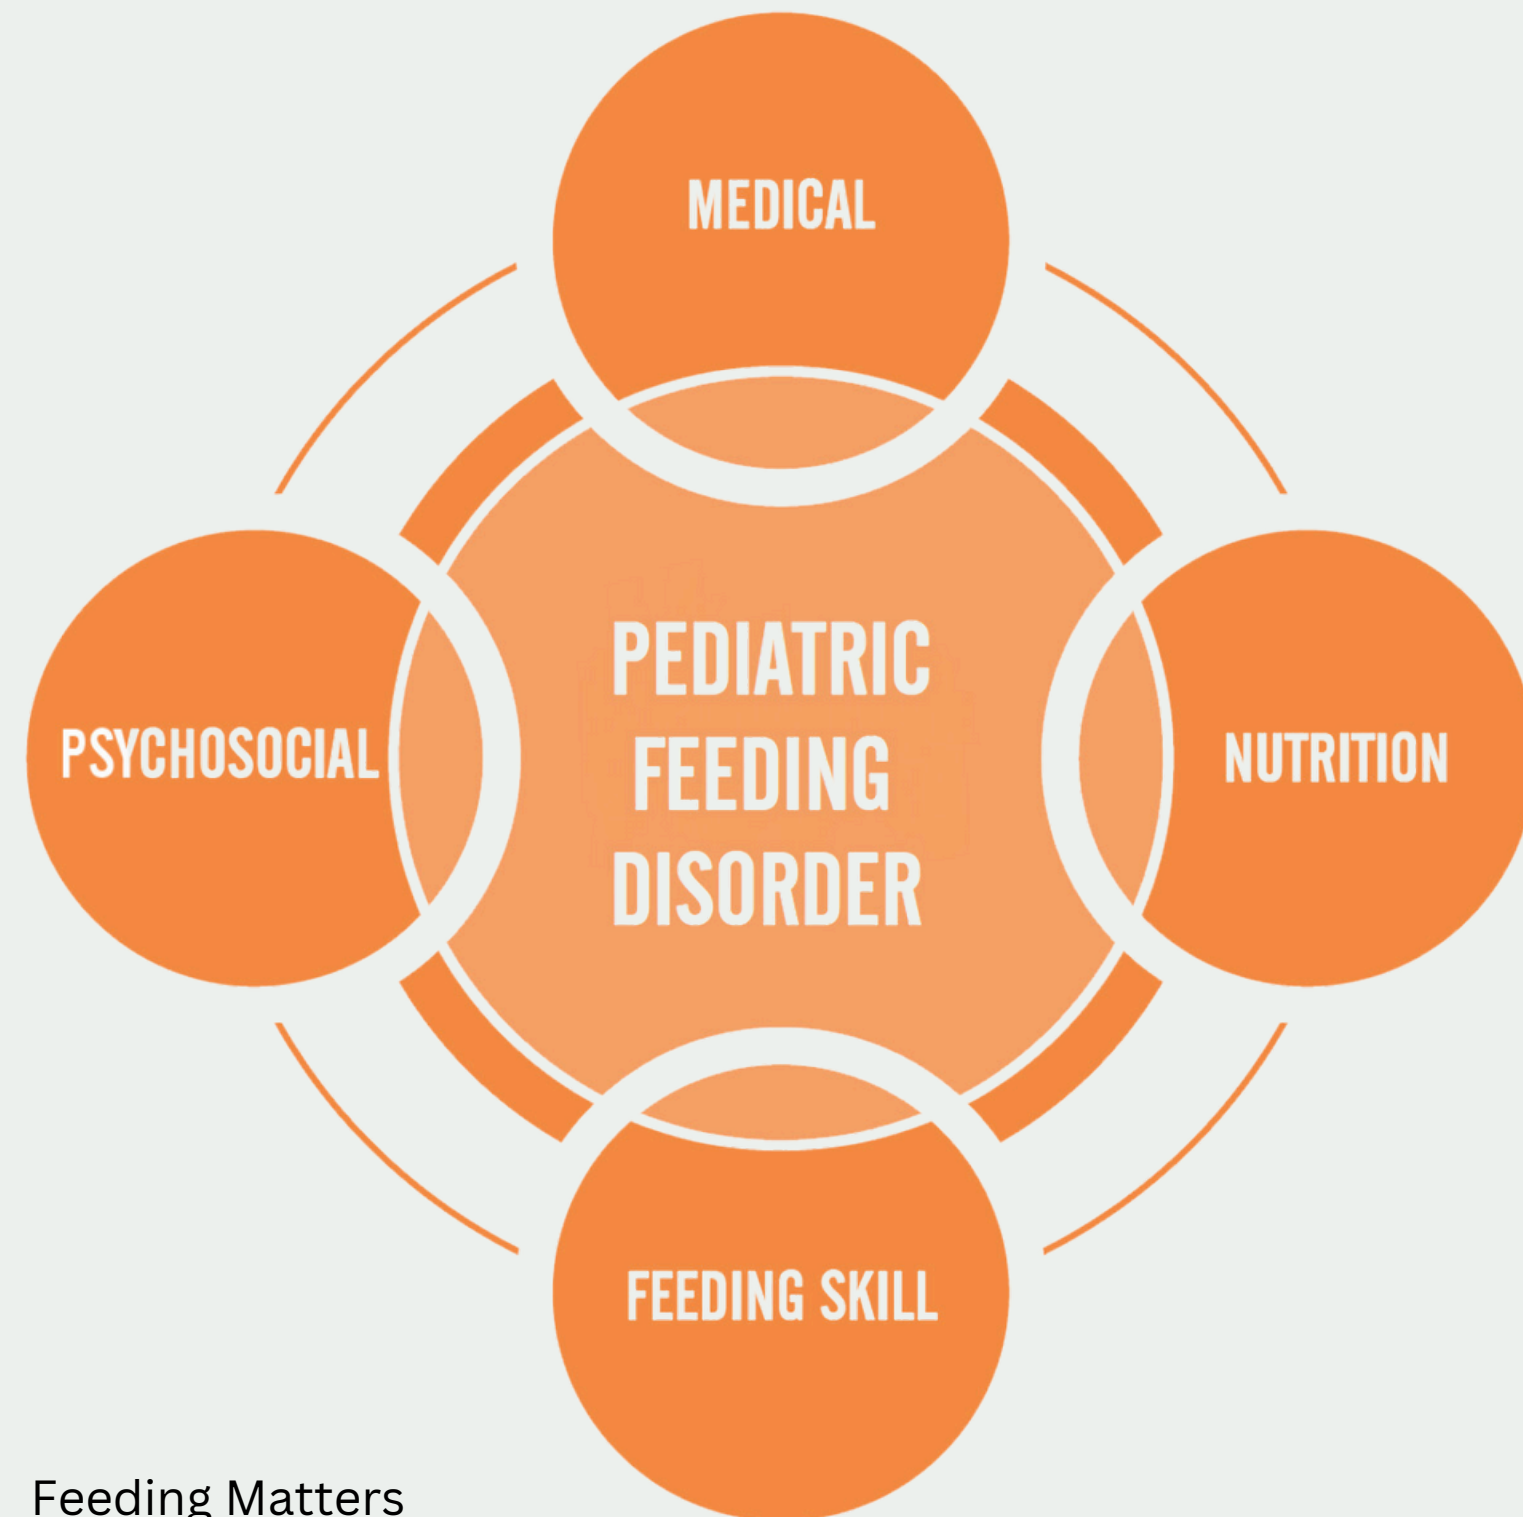 MEDICAL
PEDIATRIC
FEEDING
DISORDER
PSYCHOSOCIAL
NUTRITION
FEEDING SKILL
Feeding Matters